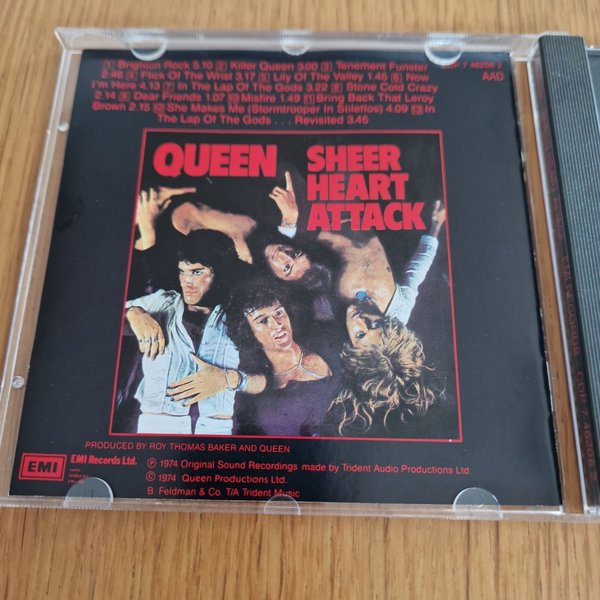 1 Brighton Rock 3.10 2 Killer Queen 3.00 3 Tenement Funster
CDP 7 46206 2
2.48 4 Flick Of The Wrist 3.17 5 Lily Of The Valley 1.45 6 Now
AAD
I'm Here 4.13 7 In The Lap Of The Gods 3.22 8 Stone Cold Crazy
2.14 9 Dear Friends 1.07 10 Misfire 1.49 11 Bring Back That Leroy
Brown 2.15 12 She Makes Me (Stormtrooper In Stilettos) 4.09 13 In
The Lap Of The Gods . . . Revisited 3.45
QUEEN SHEER
HEART
ATTACK
PRODUCED BY ROY THOMAS BAKER AND QUEEN
EMI EMI Records Ltd.
Ⓟ 1974 Original Sound Recordings made by Trident Audio Productions Ltd.
© 1974 Queen Productions Ltd.
B. Feldman & Co. T/A Trident Music
CDP 7 46206 2